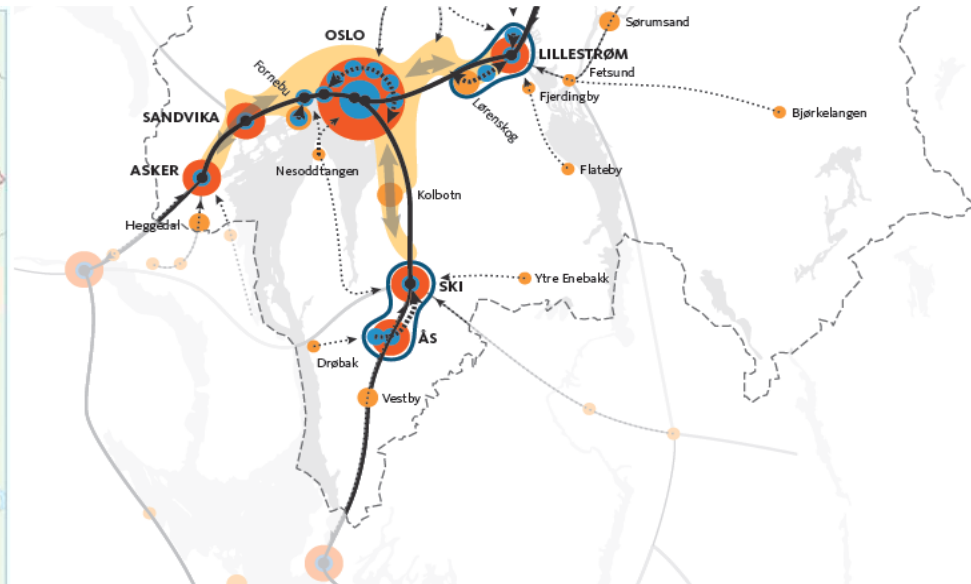 Sørumsand
OSLO
LILLESTRØM
Fornebu
Fetsund
Fjerdingby
Bjørkelangen
SANDVIKA
Lørenskog
ASKER
Nesoddtangen
Flateby
Kolbotn
Heggedal
Ytre Enebakk
SKI
ÅS
Drøbak
Vestby